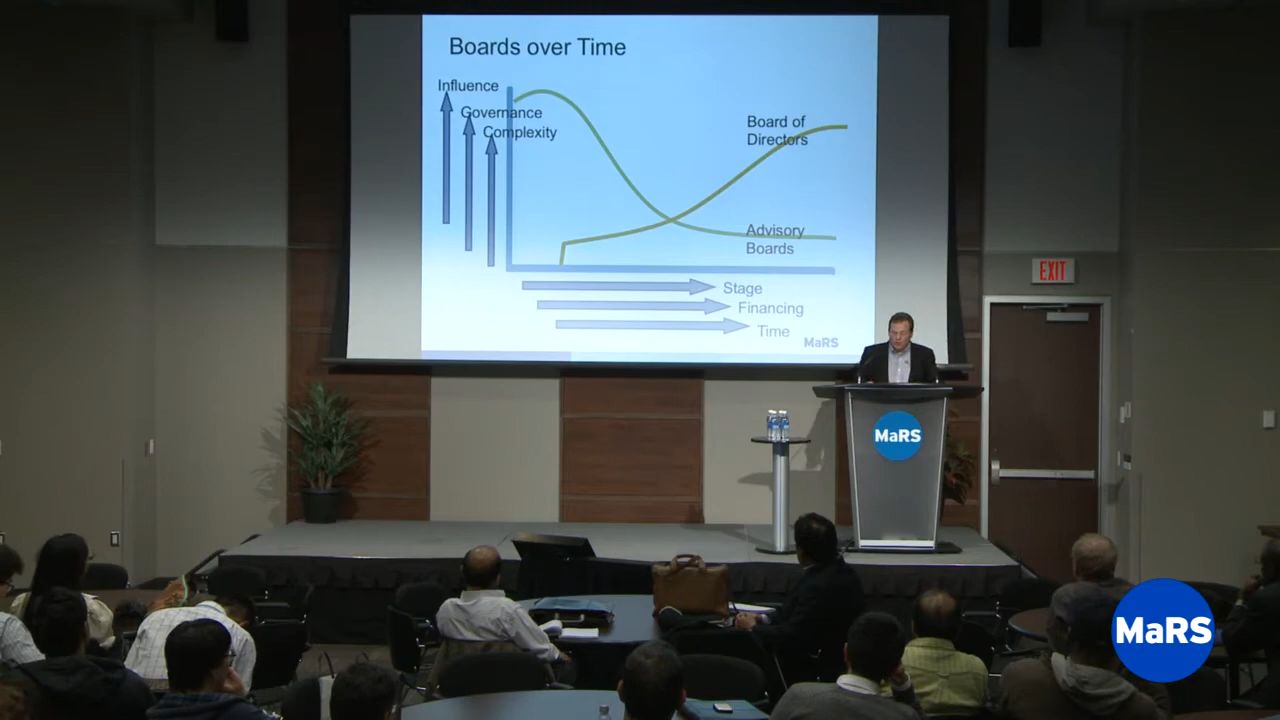 Boards over Time
Influence
Governance
Complexity
Board of
Directors
Advisory
Boards
Stage
Financing
Time
MaRS
EXIT
MaRS
MaRS